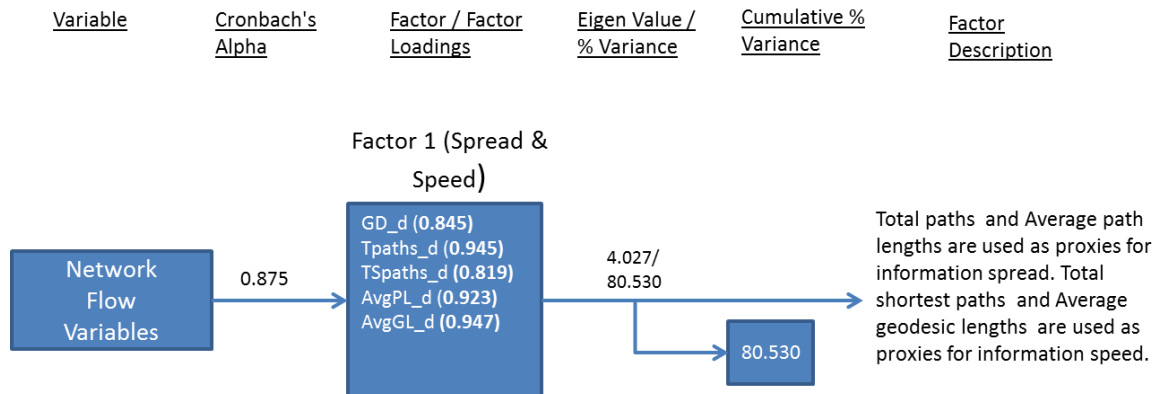 Variable
Cronbach's
Alpha
Factor / Factor
Loadings
Eigen Value /
% Variance
Cumulative %
Variance
Factor
Description
Network
Flow
Variables
0.875
Factor 1 (Spread &
Speed)
GD_d (0.845)
Tpaths_d (0.945)
TSpaths_d (0.819)
AvgPL_d (0.923)
AvgGL_d (0.947)
4.027/
80.530
80.530
Total paths and Average path
lengths are used as proxies for
information spread. Total
shortest paths and Average
geodesic lengths are used as
proxies for information speed.